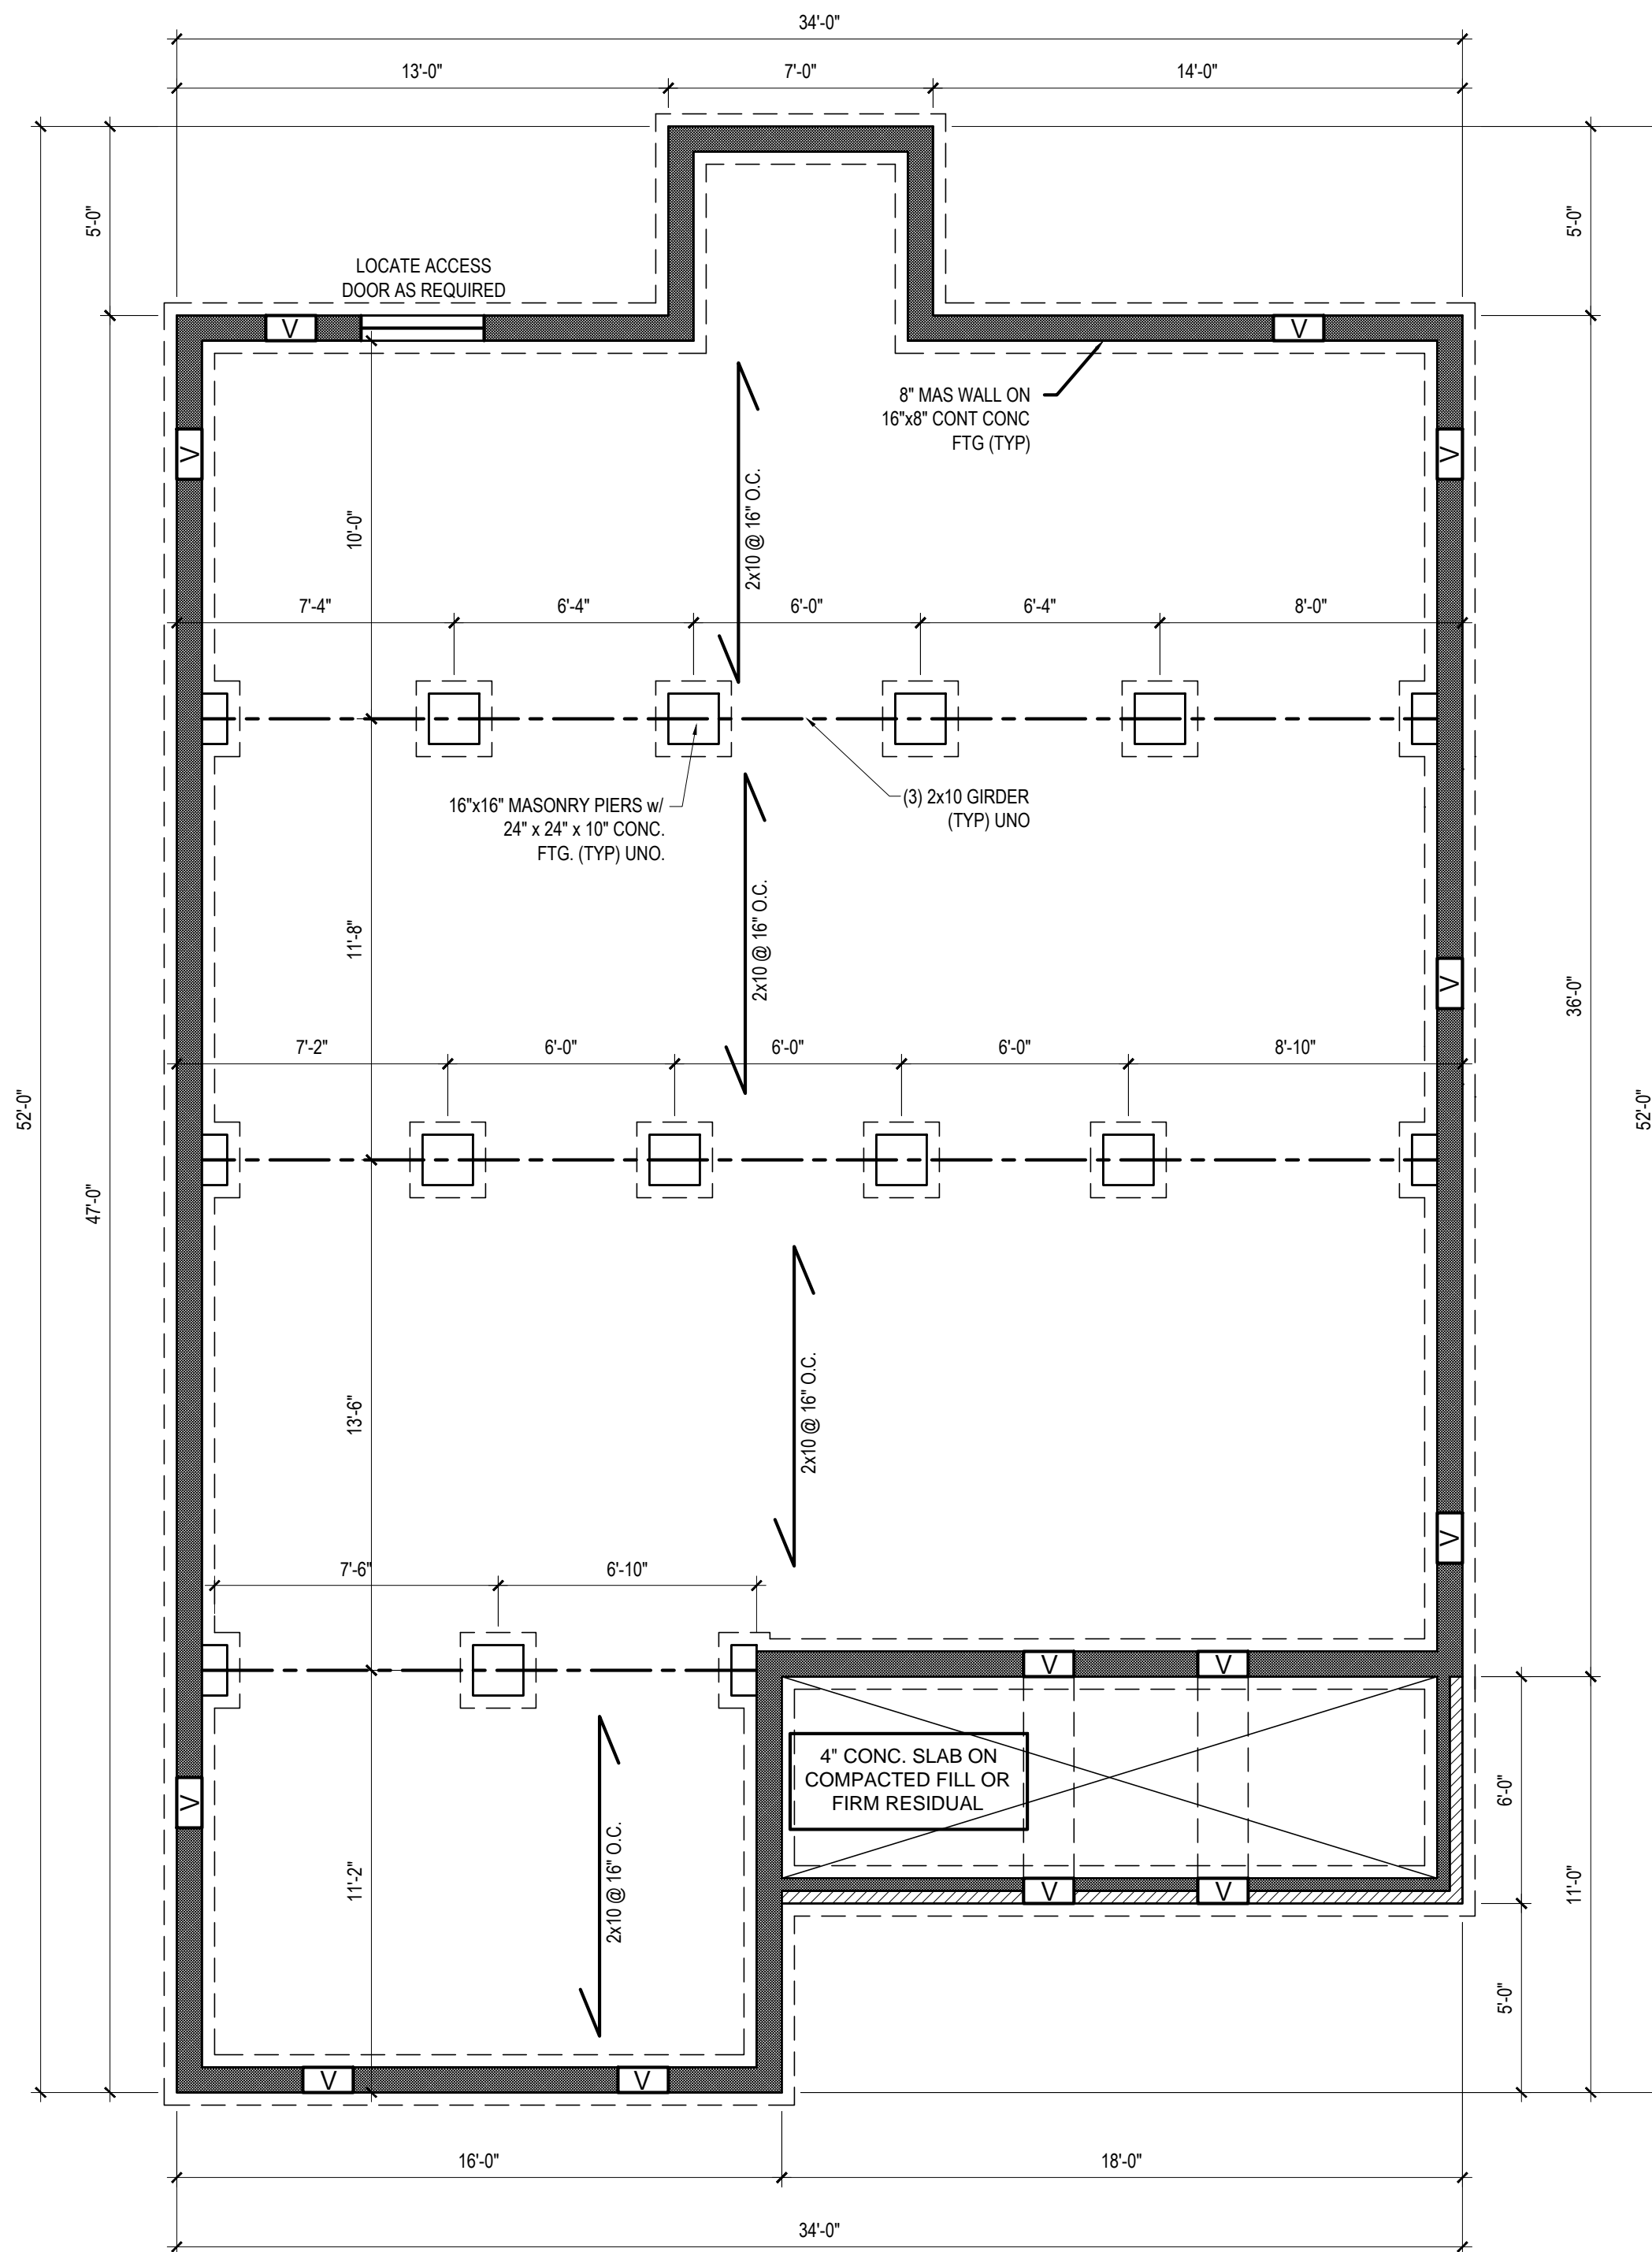 34'-0"
13'-0"
7'-0"
14'-0"
5'-0"
5'-0"
LOCATE ACCESS
DOOR AS REQUIRED
V
V
8" MAS WALL ON
16"x8" CONT CONC
FTG (TYP)
V
V
10'-0"
2x10 @ 16" O.C.
7'-4"
6'-4"
6'-0"
6'-4"
8'-0"
16"x16" MASONRY PIERS w/
24" x 24" x 10" CONC.
FTG. (TYP) UNO.
(3) 2x10 GIRDER
(TYP) UNO
11'-8"
2x10 @ 16" O.C.
V
36'-0"
7'-2"
6'-0"
6'-0"
6'-0"
8'-10"
52'-0"
52'-0"
47'-0"
13'-6"
2x10 @ 16" O.C.
V
7'-6"
6'-10"
V
V
4" CONC. SLAB ON
COMPACTED FILL OR
FIRM RESIDUAL
V
6'-0"
11'-2"
2x10 @ 16" O.C.
V
V
11'-0"
5'-0"
V
V
16'-0"
18'-0"
34'-0"